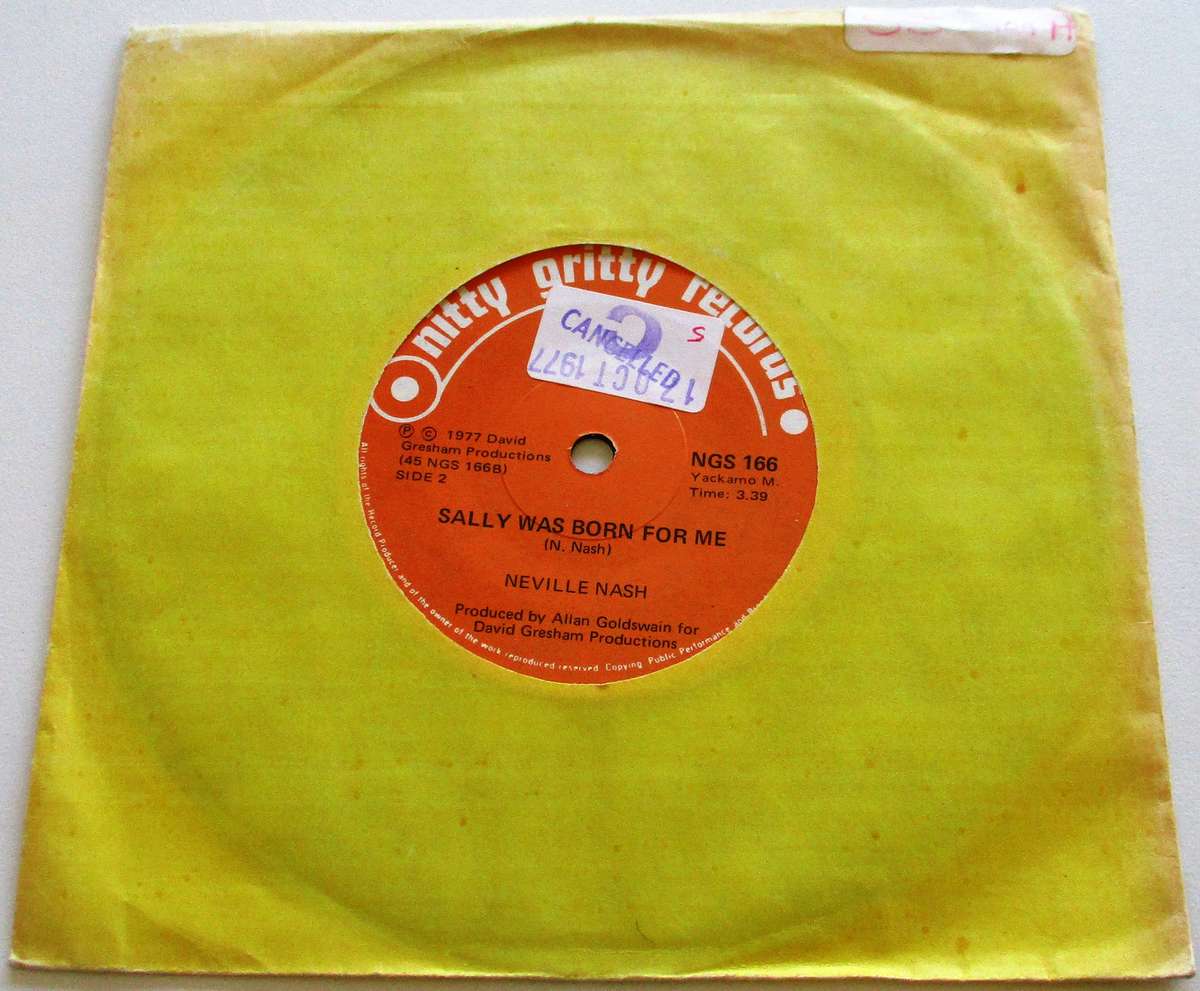 nitty gritty records
CANCELLED
S
C
17 OCT 1977
Ⓟ © 1977 David
Gresham Productions
(45 NGS 166B)
SIDE 2
NGS 166
Yackamo M.
Time: 3.39
SALLY WAS BORN FOR ME
(N. Nash)
NEVILLE NASH
Produced by Allan Goldswain for
David Gresham Productions
All rights of the Record Producer and of the owner of the work reproduced reserved. Copying, Public Performance and